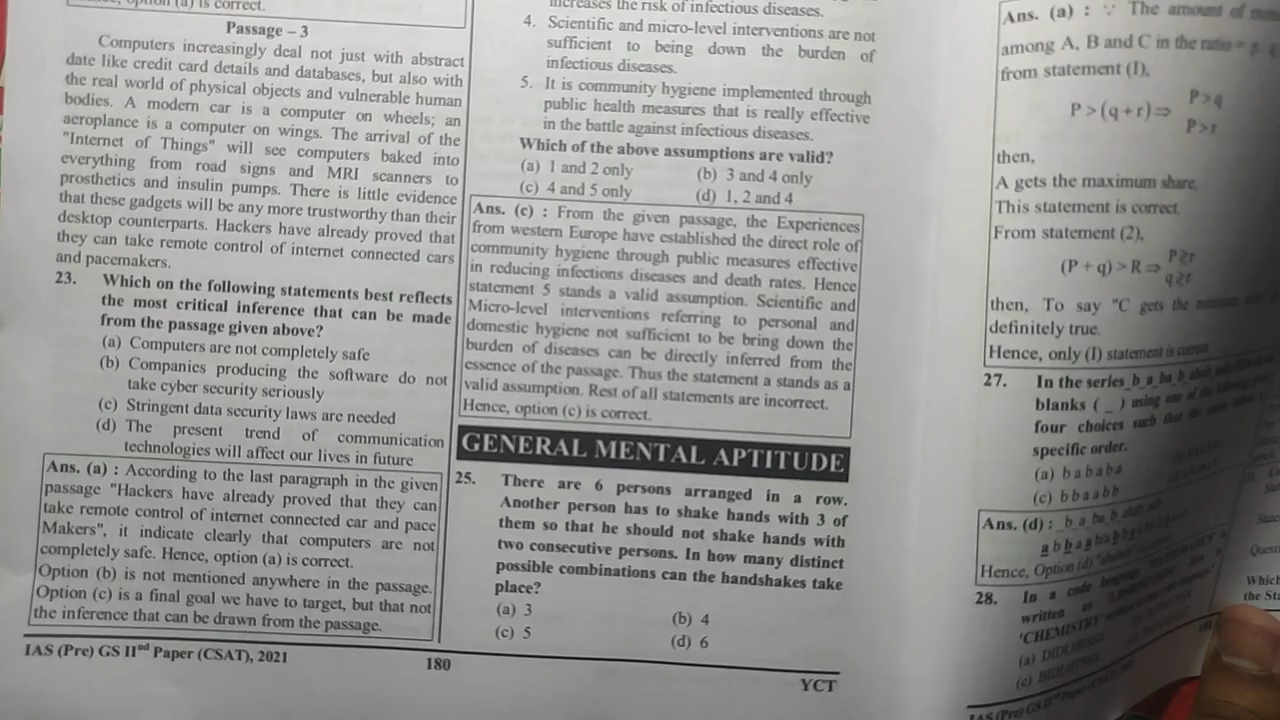 option (a) is correct.
Passage – 3
Computers increasingly deal not just with abstract
date like credit card details and databases, but also with
the real world of physical objects and vulnerable human
bodies. A modern car is a computer on wheels; an
aeroplane is a computer on wings. The arrival of the
"Internet of Things" will see computers baked into
everything from road signs and MRI scanners to
prosthetics and insulin pumps. There is little evidence
that these gadgets will be any more trustworthy than their
desktop counterparts. Hackers have already proved that
they can take remote control of internet connected cars
and pacemakers.
23. Which on the following statements best reflects
the most critical inference that can be made
from the passage given above?
(a) Computers are not completely safe
(b) Companies producing the software do not
take cyber security seriously
(c) Stringent data security laws are needed
(d) The present trend of communication
technologies will affect our lives in future
Ans. (a) : According to the last paragraph in the given
passage "Hackers have already proved that they can
take remote control of internet connected car and pace
Makers", it indicate clearly that computers are not
completely safe. Hence, option (a) is correct.
Option (b) is not mentioned anywhere in the passage.
Option (c) is a final goal we have to target, but that not
the inference that can be drawn from the passage.
IAS (Pre) GS IInd Paper (CSAT), 2021
180
YCT
increases the risk of infectious diseases.
4. Scientific and micro-level interventions are not
sufficient to being down the burden of
infectious diseases.
5. It is community hygiene implemented through
public health measures that is really effective
in the battle against infectious diseases.
Which of the above assumptions are valid?
(a) 1 and 2 only (b) 3 and 4 only
(c) 4 and 5 only (d) 1, 2 and 4
Ans. (c) : From the given passage, the Experiences
from western Europe have established the direct role of
community hygiene through public measures effective
in reducing infections diseases and death rates. Hence
statement 5 stands a valid assumption. Scientific and
Micro-level interventions referring to personal and
domestic hygiene not sufficient to be bring down the
burden of diseases can be directly inferred from the
essence of the passage. Thus the statement a stands as a
valid assumption. Rest of all statements are incorrect.
Hence, option (c) is correct.
GENERAL MENTAL APTITUDE
25. There are 6 persons arranged in a row.
Another person has to shake hands with 3 of
them so that he should not shake hands with
two consecutive persons. In how many distinct
possible combinations can the handshakes take
place?
(a) 3 (b) 4
(c) 5 (d) 6
Ans. (a) : ∵ The amount of
among A, B and C in the ratio =
from statement (I),
P > (q + r) ⇒ P > q
P > r
then,
A gets the maximum share.
This statement is correct.
From statement (2),
(P + q) > R ⇒
then, To say "C gets the
definitely true.
Hence, only (I) statement is correct
27. In the series
blanks ( _ ) using one of the
four choices such that the
specific order.
(a) b a b a b a
(c) b b a a b b
Ans. (d) :
Hence, Option (d)
28. In a code language
written as
'CHEMISTRY
(a)
(c)
Which
the